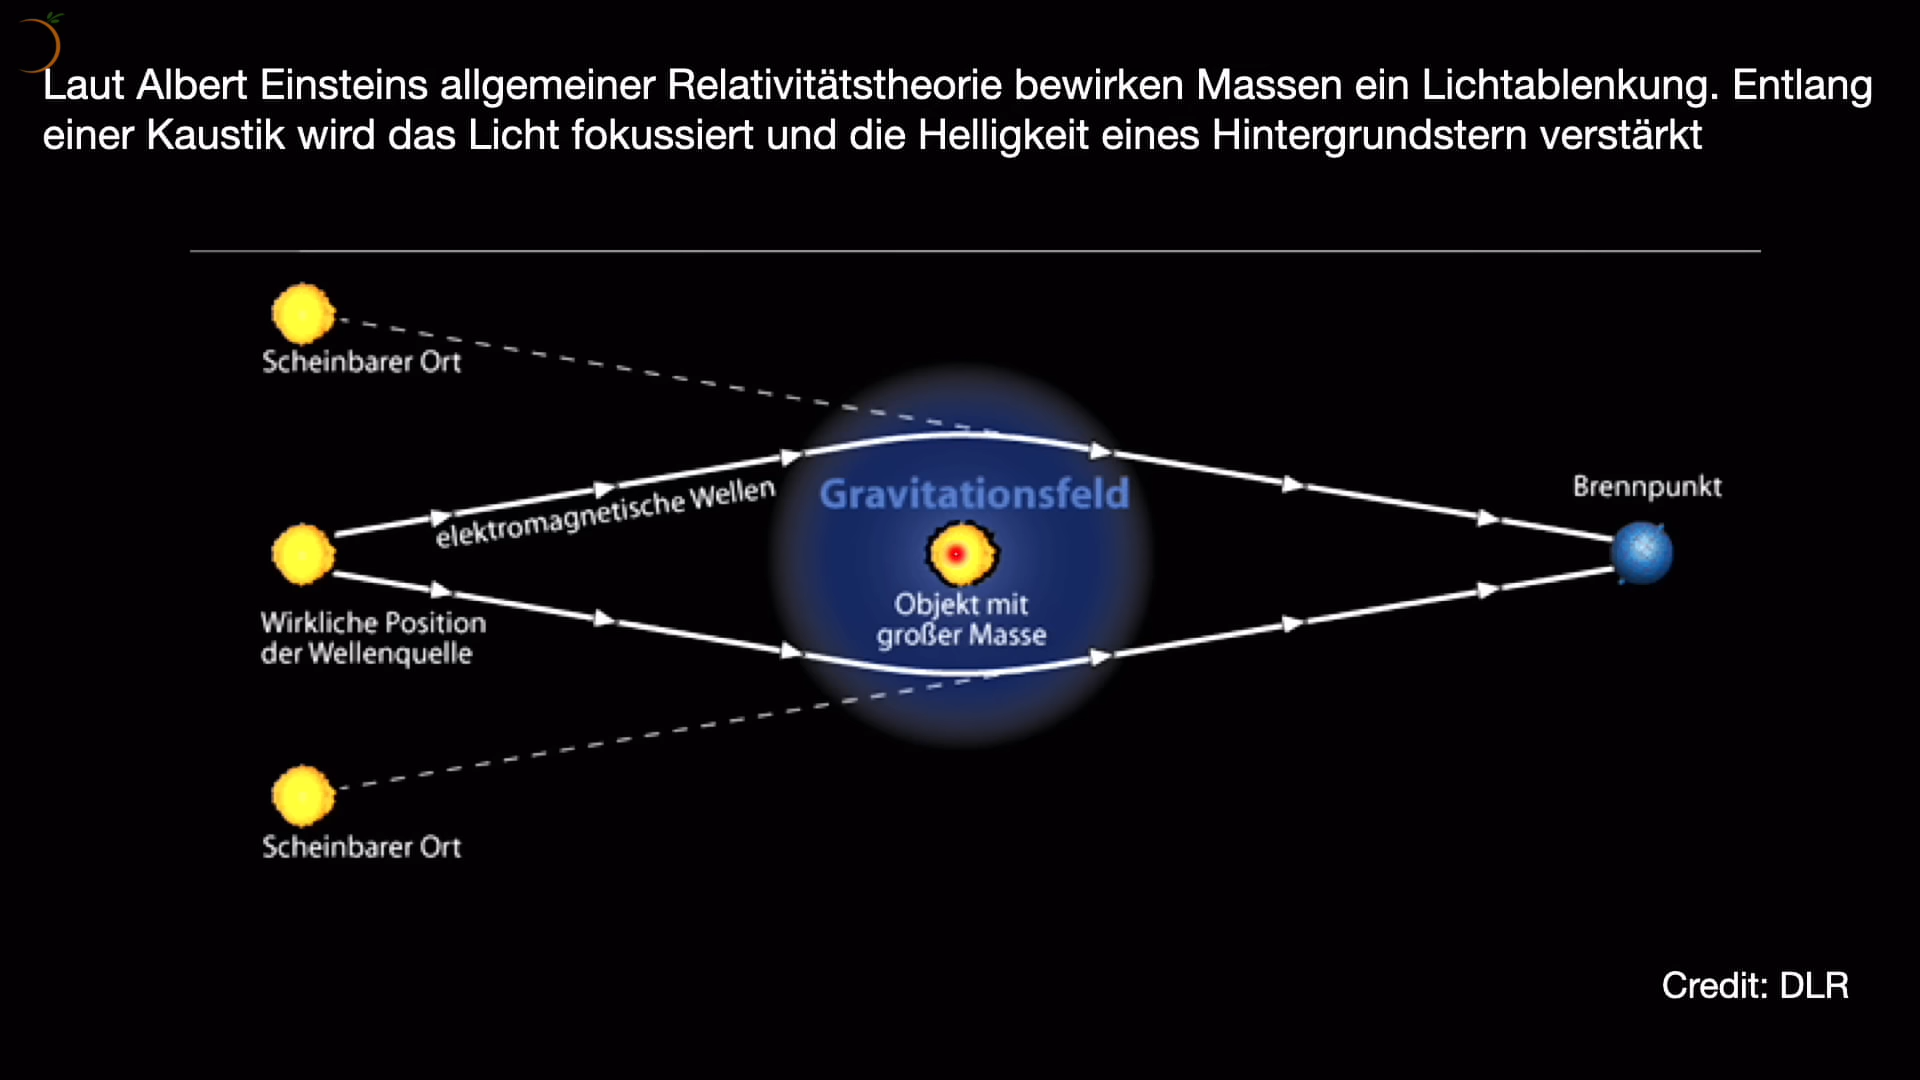 Laut Albert Einsteins allgemeiner Relativitätstheorie bewirken Massen ein Lichtablenkung. Entlang
einer Kaustik wird das Licht fokussiert und die Helligkeit eines Hintergrundstern verstärkt
Scheinbarer Ort
elektromagnetische Wellen
Gravitationsfeld
Brennpunkt
Objekt mit
großer Masse
Wirkliche Position
der Wellenquelle
Scheinbarer Ort
Credit: DLR